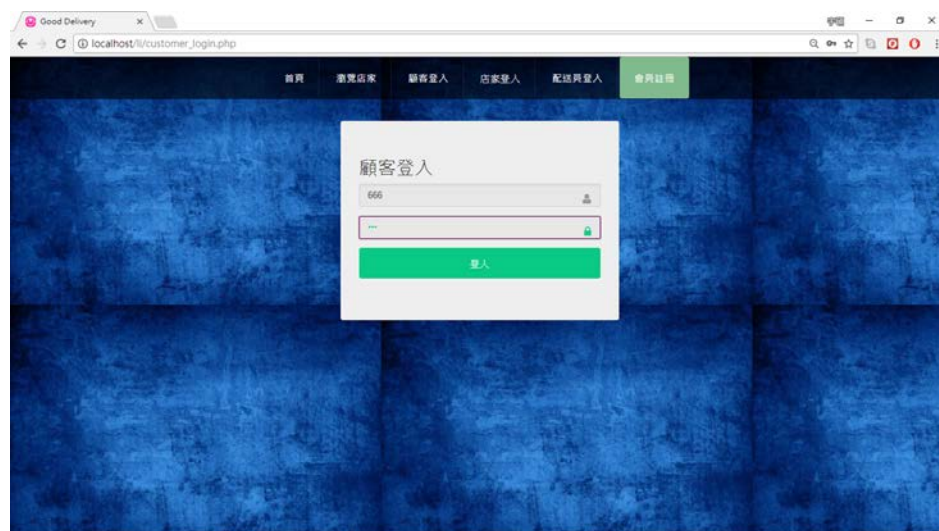 Good Delivery
localhost/li/customer_login.php
首頁 瀏覽店家 顧客登入 店家登入 配送員登入 會員註冊
顧客登入
666
***
登入